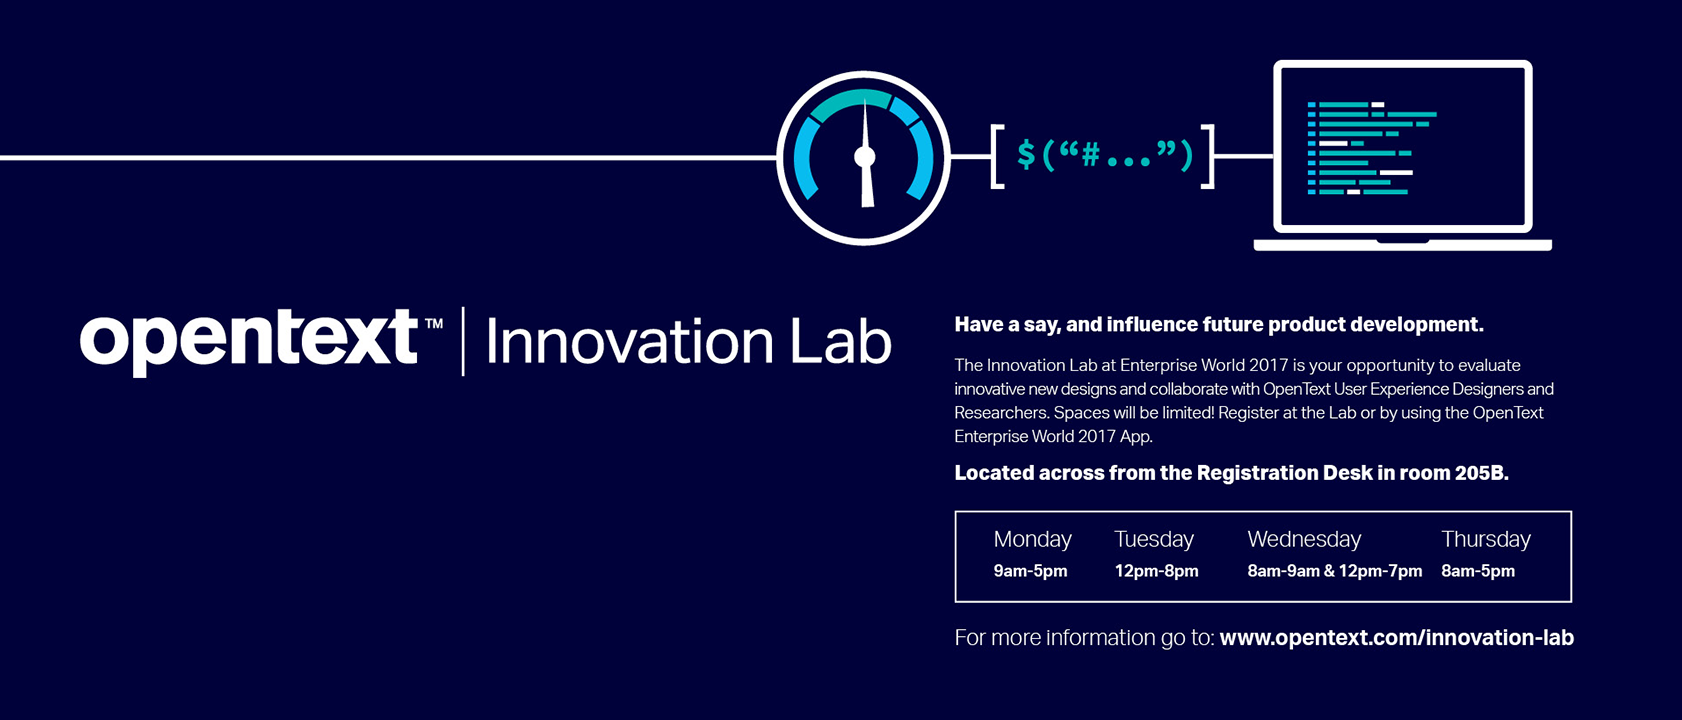 $(“#...”)
opentext™ | Innovation Lab
Have a say, and influence future product development.
The Innovation Lab at Enterprise World 2017 is your opportunity to evaluate
innovative new designs and collaborate with OpenText User Experience Designers and
Researchers. Spaces will be limited! Register at the Lab or by using the OpenText
Enterprise World 2017 App.
Located across from the Registration Desk in room 205B.
Monday Tuesday Wednesday Thursday
9am-5pm 12pm-8pm 8am-9am & 12pm-7pm 8am-5pm
For more information go to: www.opentext.com/innovation-lab